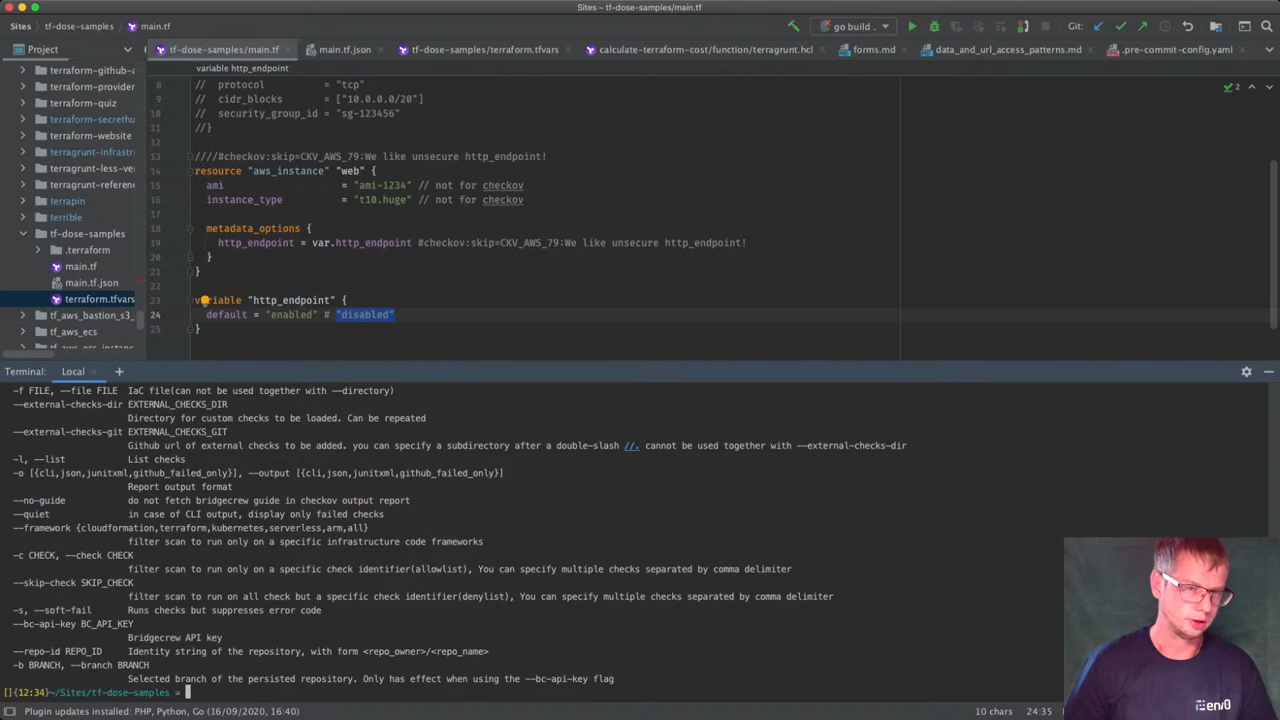 Sites – tf-dose-samples/main.tf
Sites
tf-dose-samples
main.tf
go build .
Git:
Project
tf-dose-samples/main.tf
main.tf.json
tf-dose-samples/terraform.tfvars
calculate-terraform-cost/function/terragrunt.hcl
forms.md
data_and_url_access_patterns.md
.pre-commit-config.yaml
variable http_endpoint
terraform-github-a
terraform-provider
terraform-quiz
terraform-secrethu
terraform-website
terragrunt-infrastr
terragrunt-less-ver
terragrunt-referenc
terrapin
terrible
tf-dose-samples
.terraform
main.tf
main.tf.json
terraform.tfvars
tf_aws_bastion_s3_
tf_aws_ecs
tf_aws_ecs_instanc
8 // protocol = "tcp"
9 // cidr_blocks = ["10.0.0.0/20"]
10 // security_group_id = "sg-123456"
11 //}
12
13 ////#checkov:skip=CKV_AWS_79:We like unsecure http_endpoint!
14 resource "aws_instance" "web" {
15 ami = "ami-1234" // not for checkov
16 instance_type = "t10.huge" // not for checkov
17
18 metadata_options {
19 http_endpoint = var.http_endpoint #checkov:skip=CKV_AWS_79:We like unsecure http_endpoint!
20 }
21 }
22
23 variable "http_endpoint" {
24 default = "enabled" # "disabled"
25 }
2
Terminal: Local
-f FILE, --file FILE IaC file(can not be used together with --directory)
--external-checks-dir EXTERNAL_CHECKS_DIR
Directory for custom checks to be loaded. Can be repeated
--external-checks-git EXTERNAL_CHECKS_GIT
Github url of external checks to be added. you can specify a subdirectory after a double-slash //. cannot be used together with --external-checks-dir
-l, --list List checks
-o [{cli,json,junitxml,github_failed_only}], --output [{cli,json,junitxml,github_failed_only}]
Report output format
--no-guide do not fetch bridgecrew guide in checkov output report
--quiet in case of CLI output, display only failed checks
--framework {cloudformation,terraform,kubernetes,serverless,arm,all}
filter scan to run only on a specific infrastructure code frameworks
-c CHECK, --check CHECK
filter scan to run only on a specific check identifier(allowlist), You can specify multiple checks separated by comma delimiter
--skip-check SKIP_CHECK
filter scan to run on all check but a specific check identifier(denylist), You can specify multiple checks separated by comma delimiter
-s, --soft-fail Runs checks but suppresses error code
--bc-api-key BC_API_KEY
Bridgecrew API key
--repo-id REPO_ID Identity string of the repository, with form <repo_owner>/<repo_name>
-b BRANCH, --branch BRANCH
Selected branch of the persisted repository. Only has effect when using the --bc-api-key flag
[]{12:34}~/Sites/tf-dose-samples
env0
Plugin updates installed: PHP, Python, Go (16/09/2020, 16:40)
10 chars
24:35